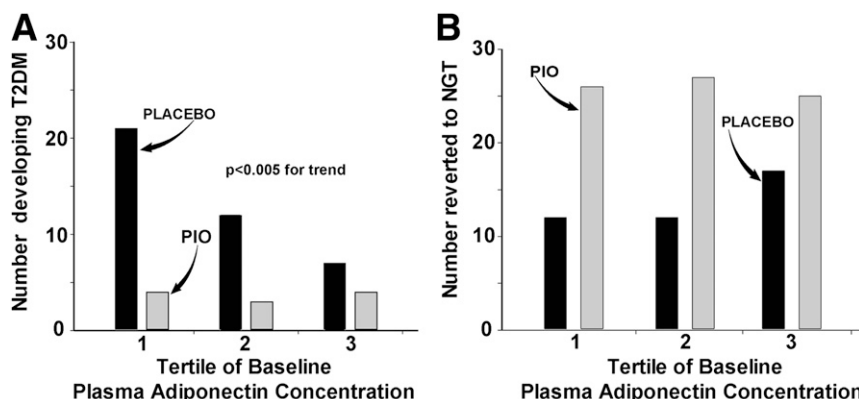 A
Number developing T2DM
30
20
10
0
PLACEBO
p<0.005 for trend
PIO
1 2 3
Tertile of Baseline
Plasma Adiponectin Concentration
B
Number reverted to NGT
30
20
10
0
PIO
PLACEBO
1 2 3
Tertile of Baseline
Plasma Adiponectin Concentration